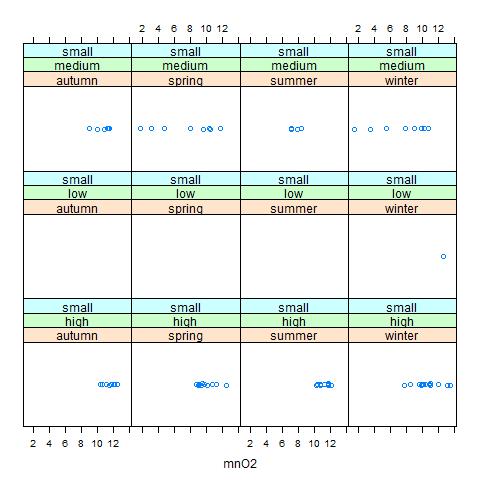 2 4 6 8 10 12 2 4 6 8 10 12
small small small small
medium medium medium medium
autumn spring summer winter
small small small small
low low low low
autumn spring summer winter
small small small small
high high high high
autumn spring summer winter
2 4 6 8 10 12 2 4 6 8 10 12
mnO2